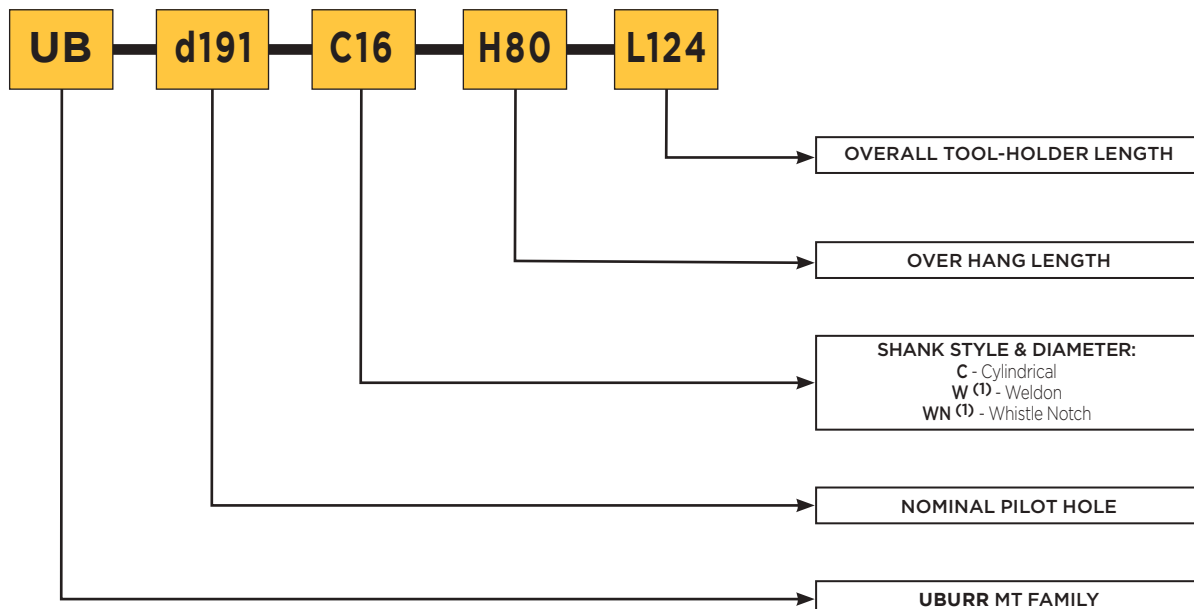 UB d191 C16 H80 L124
OVERALL TOOL-HOLDER LENGTH
OVER HANG LENGTH
SHANK STYLE & DIAMETER:
C - Cylindrical
W (1) - Weldon
WN (1) - Whistle Notch
NOMINAL PILOT HOLE
UBURR MT FAMILY